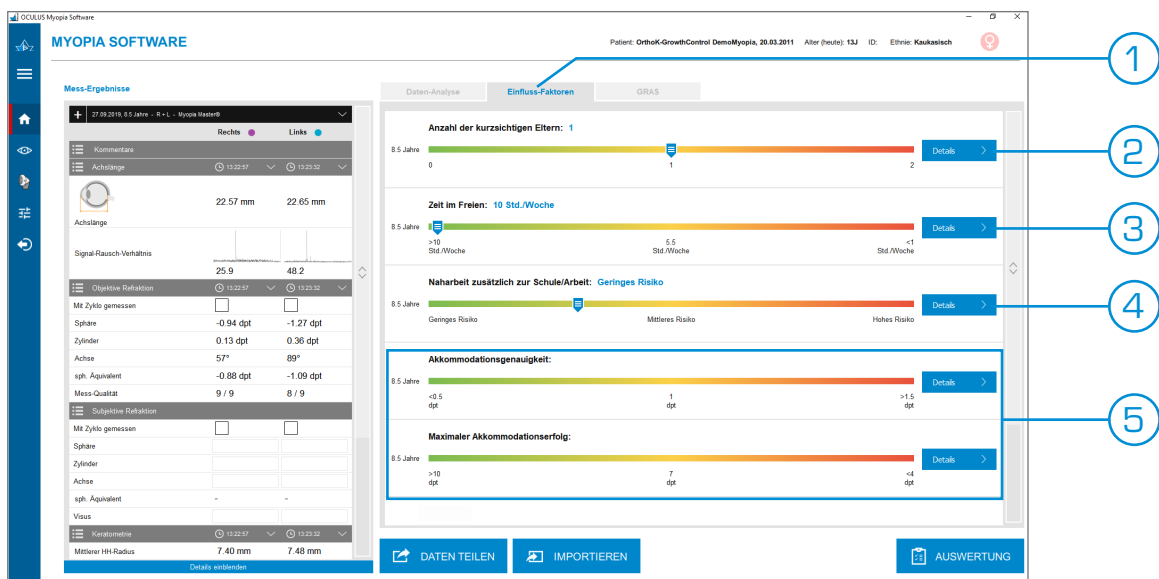 OCULUS Myopia Software
MYOPIA SOFTWARE
Patient: OrthoK-GrowthControl DemoMyopia, 20.03.2011 Alter (heute): 13J ID: Ethnie: Kaukasisch
Mess-Ergebnisse
27.09.2019, 8.5 Jahre - R + L - Myopia Master®
Rechts Links
Kommentare
Achslänge 13:22:57 13:23:32
22.57 mm 22.65 mm
Achslänge
Signal-Rausch-Verhältnis
25.9 48.2
Objektive Refraktion 13:22:57 13:23:32
Mit Zyklo gemessen
Sphäre -0.94 dpt -1.27 dpt
Zylinder 0.13 dpt 0.36 dpt
Achse 57° 89°
sph. Äquivalent -0.88 dpt -1.09 dpt
Mess-Qualität 9 / 9 8 / 9
Subjektive Refraktion
Mit Zyklo gemessen
Sphäre
Zylinder
Achse
sph. Äquivalent - -
Visus
Keratometrie 13:22:57 13:23:32
Mittlerer HH-Radius 7.40 mm 7.48 mm
Details einblenden
Daten-Analyse Einfluss-Faktoren GRAS
Anzahl der kurzsichtigen Eltern: 1
8.5 Jahre Details
0 1 2
Zeit im Freien: 10 Std./Woche
8.5 Jahre Details
>10 5.5 <1
Std./Woche Std./Woche Std./Woche
Naharbeit zusätzlich zur Schule/Arbeit: Geringes Risiko
8.5 Jahre Details
Geringes Risiko Mittleres Risiko Hohes Risiko
Akkommodationsgenauigkeit:
8.5 Jahre Details
<0.5 1 >1.5
dpt dpt dpt
Maximaler Akkommodationserfolg:
8.5 Jahre Details
>10 7 <4
dpt dpt dpt
DATEN TEILEN IMPORTIEREN AUSWERTUNG
1
2
3
4
5